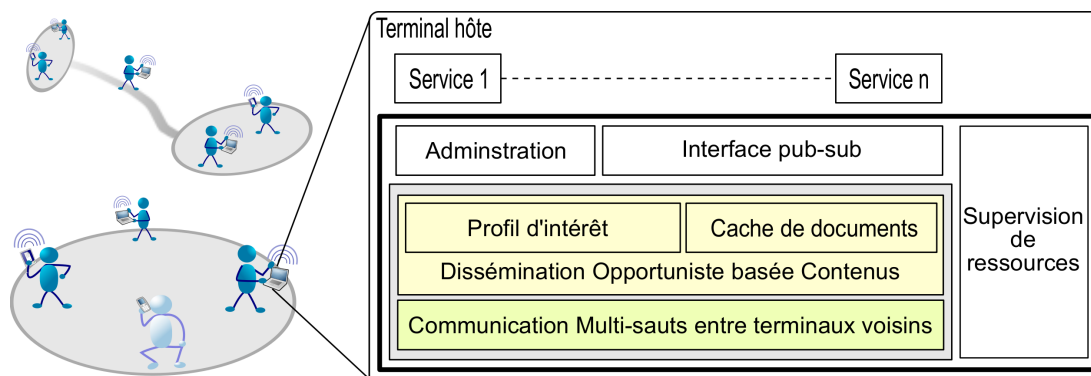 Terminal hôte
Service 1
Service n
Adminstration
Interface pub-sub
Profil d'intérêt
Cache de documents
Dissémination Opportuniste basée Contenus
Communication Multi-sauts entre terminaux voisins
Supervision
de
ressources